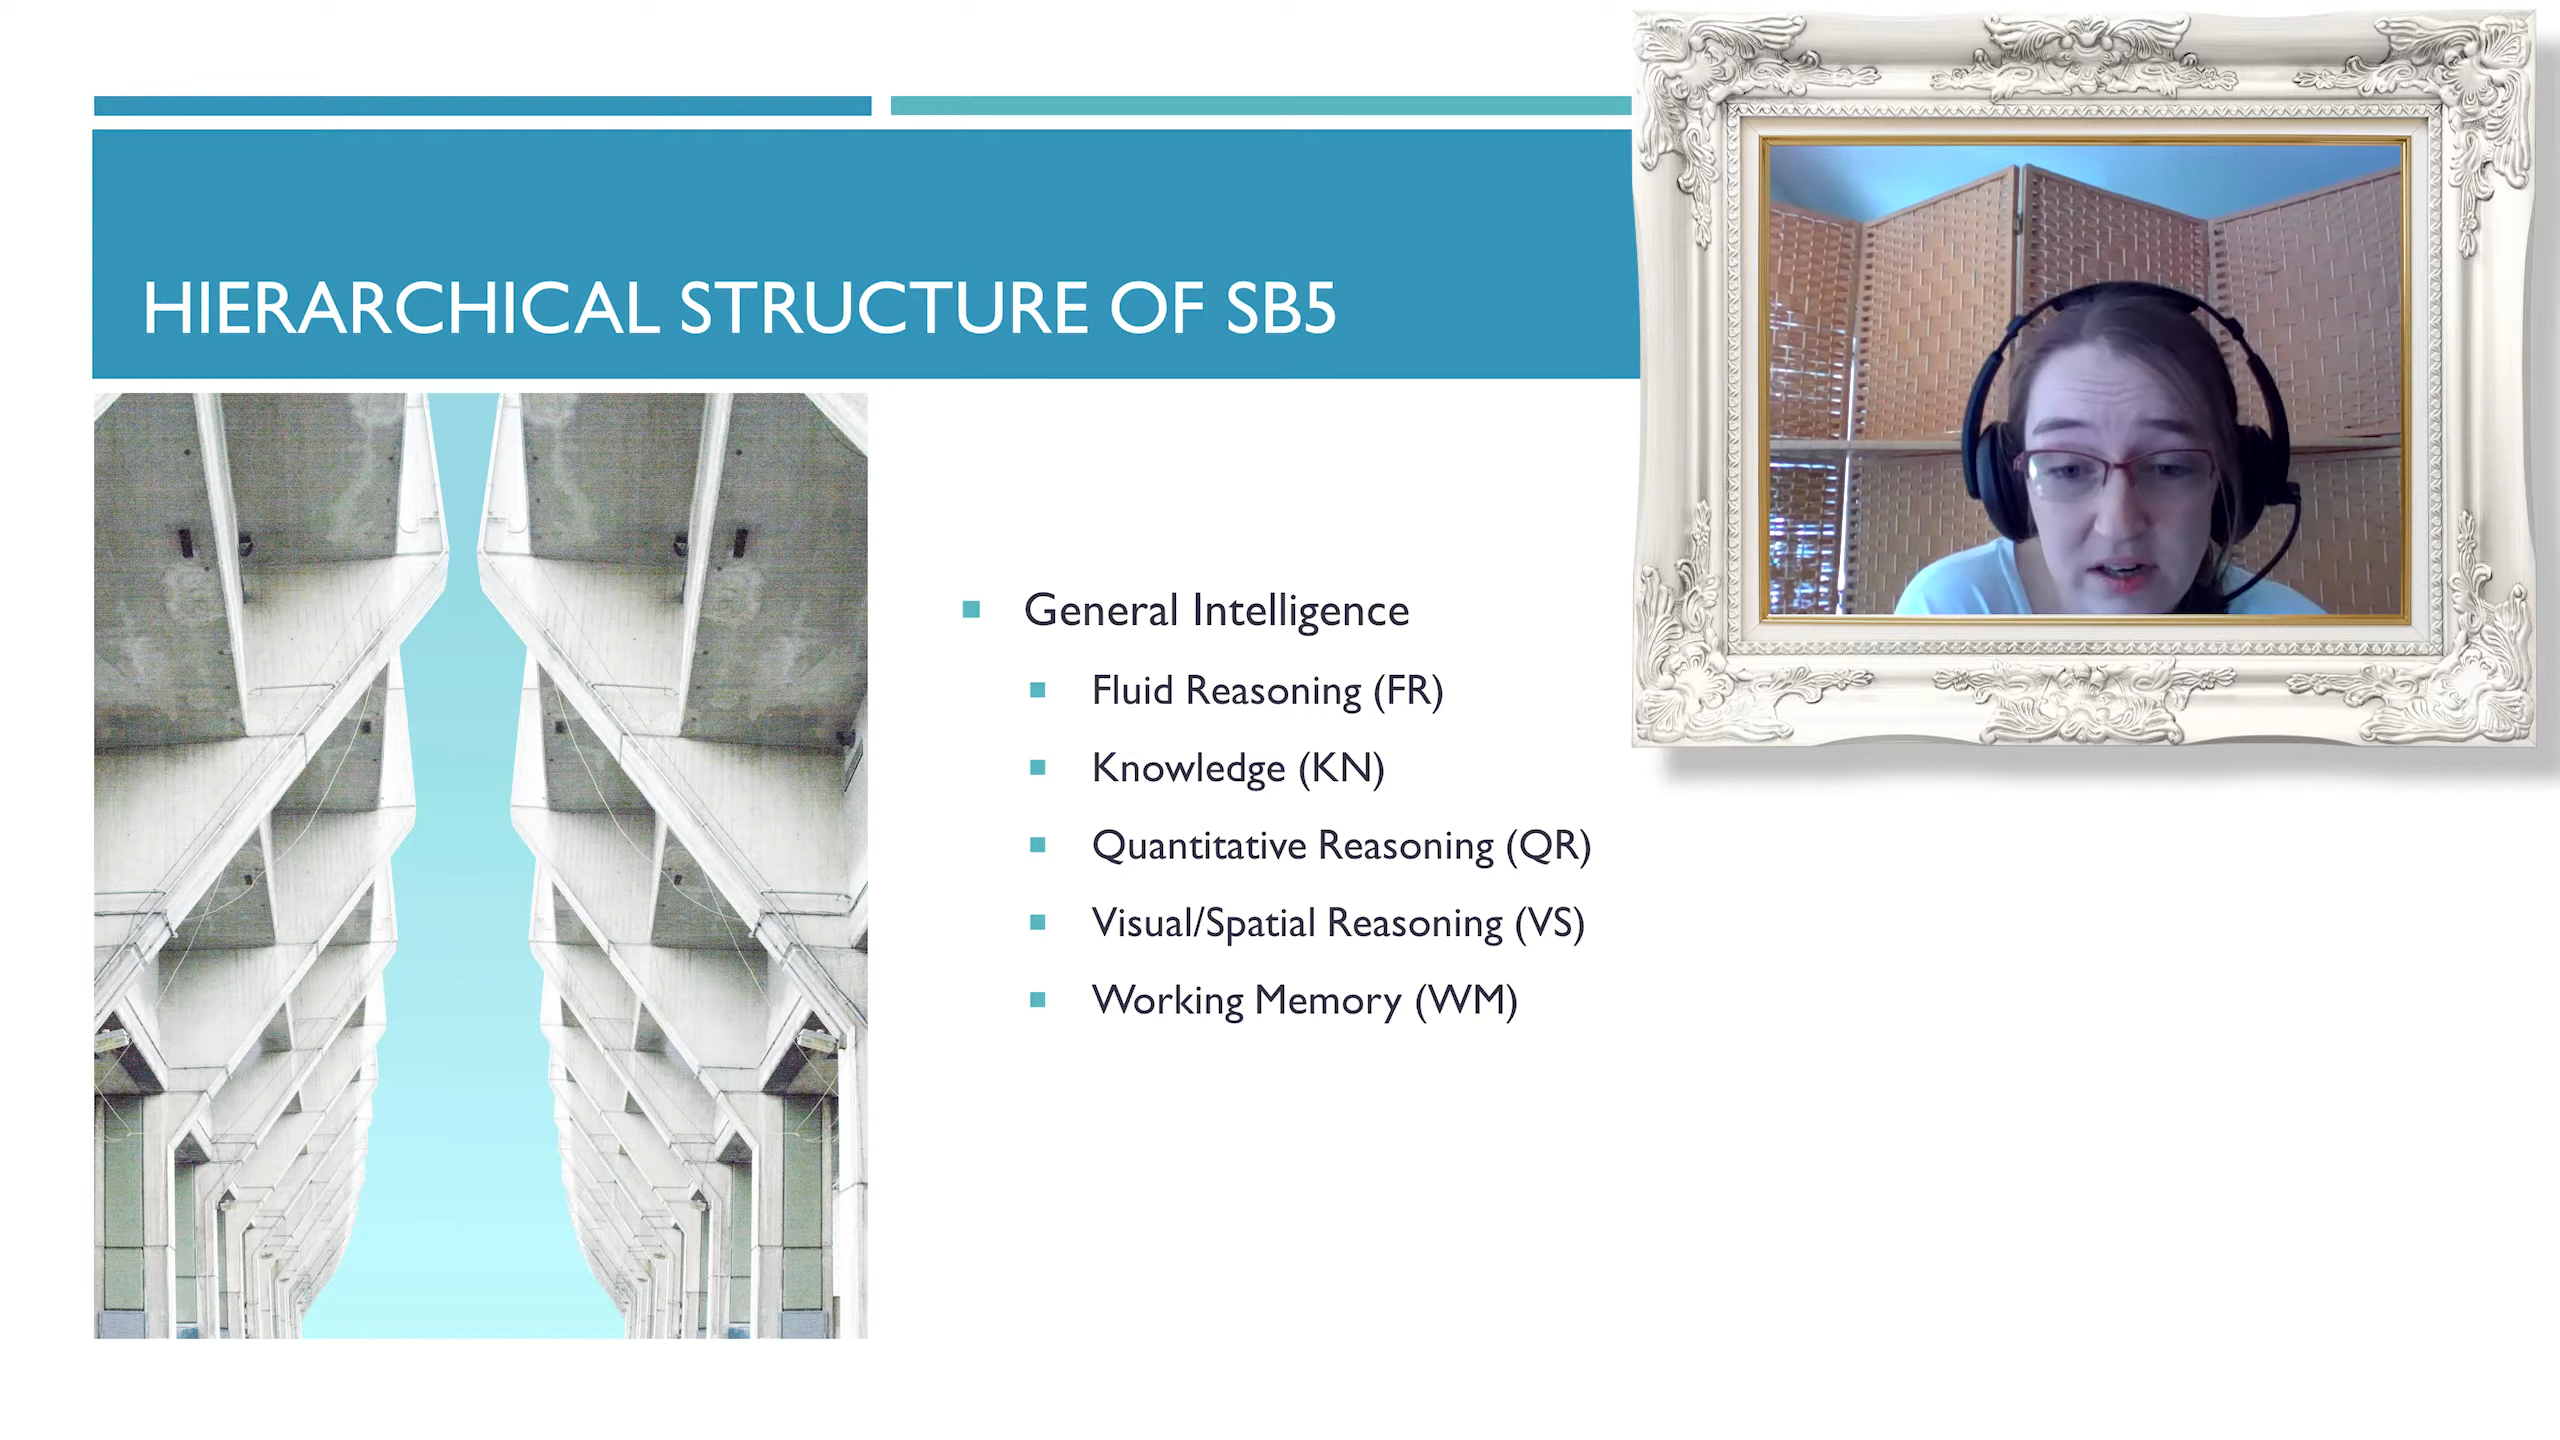 HIERARCHICAL STRUCTURE OF SB5
General Intelligence
Fluid Reasoning (FR)
Knowledge (KN)
Quantitative Reasoning (QR)
Visual/Spatial Reasoning (VS)
Working Memory (WM)